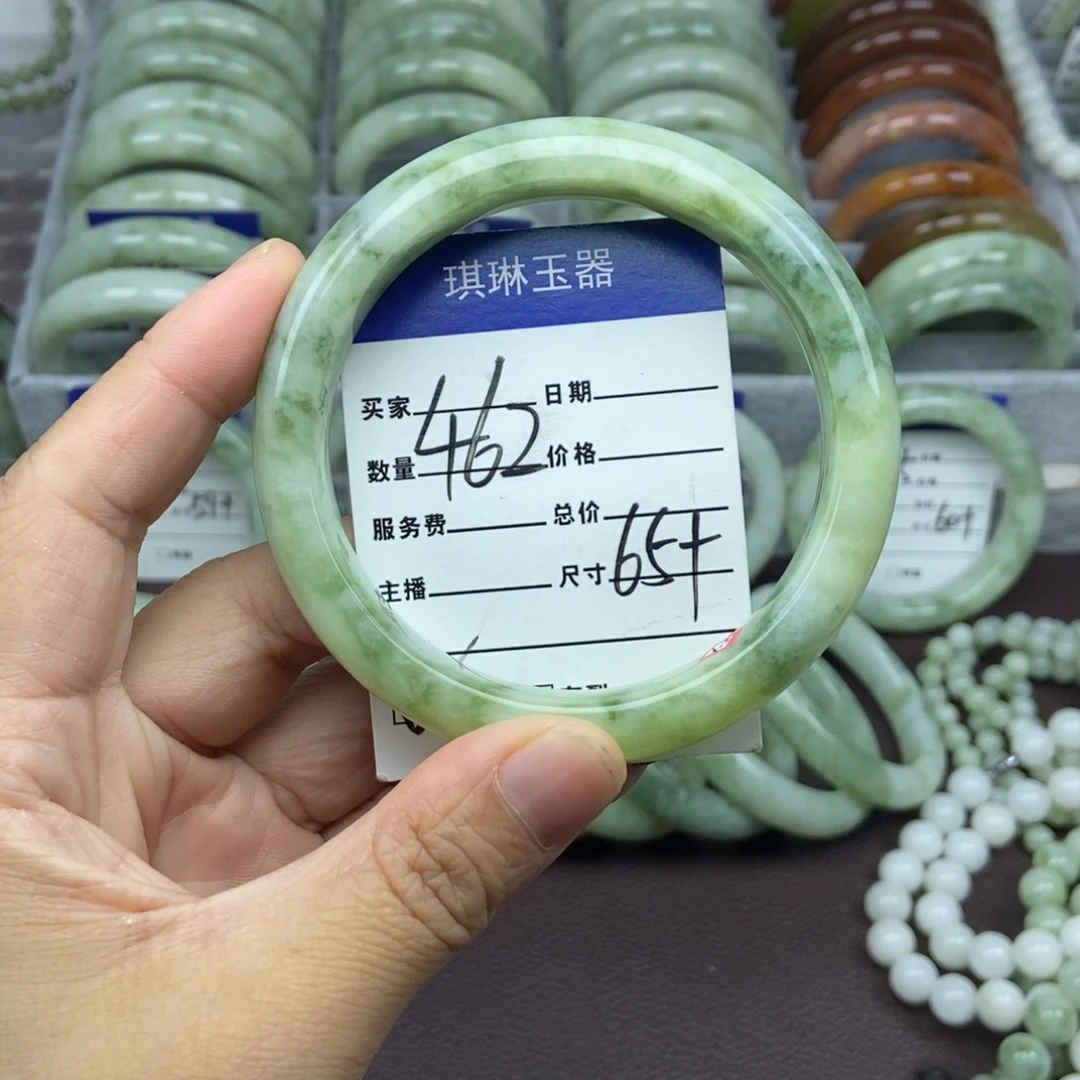 琪琳玉器
买家 日期
462
数量 价格
服务费 总价
主播 尺寸 65+
60+